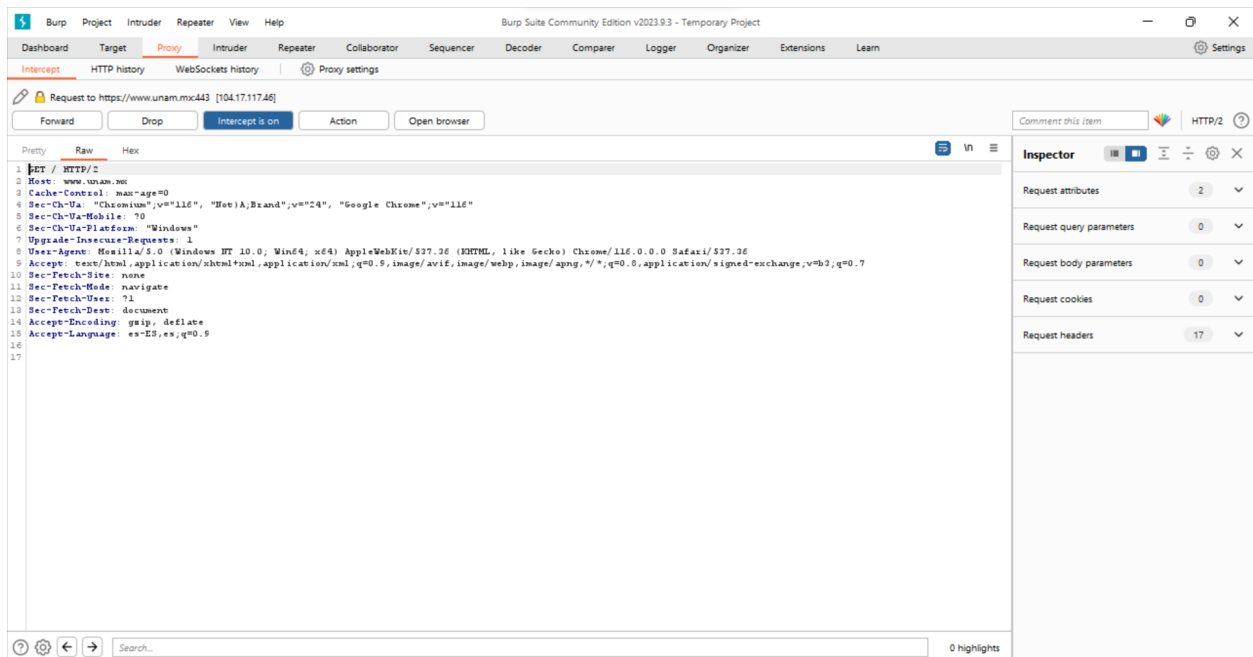 Burp Project Intruder Repeater View Help Burp Suite Community Edition v2023.9.3 - Temporary Project
Dashboard Target Proxy Intruder Repeater Collaborator Sequencer Decoder Comparer Logger Organizer Extensions Learn Settings
Intercept HTTP history WebSockets history Proxy settings
Request to https://www.unam.mx:443 [104.17.117.46]
Forward Drop Intercept is on Action Open browser Comment this item HTTP/2 ?
Pretty Raw Hex \n
Inspector
1 GET / HTTP/2
2 Host: www.unam.mx
3 Cache-Control: max-age=0
4 Sec-Ch-Ua: "Chromium";v="116", "Not)A;Brand";v="24", "Google Chrome";v="116"
5 Sec-Ch-Ua-Mobile: ?0
6 Sec-Ch-Ua-Platform: "Windows"
7 Upgrade-Insecure-Requests: 1
8 User-Agent: Mozilla/5.0 (Windows NT 10.0; Win64; x64) AppleWebKit/537.36 (KHTML, like Gecko) Chrome/116.0.0.0 Safari/537.36
9 Accept: text/html,application/xhtml+xml,application/xml;q=0.9,image/avif,image/webp,image/apng,*/*;q=0.8,application/signed-exchange;v=b3;q=0.7
10 Sec-Fetch-Site: none
11 Sec-Fetch-Mode: navigate
12 Sec-Fetch-User: ?1
13 Sec-Fetch-Dest: document
14 Accept-Encoding: gzip, deflate
15 Accept-Language: es-ES,es;q=0.9
16
17
Request attributes 2
Request query parameters 0
Request body parameters 0
Request cookies 0
Request headers 17
? Search... 0 highlights